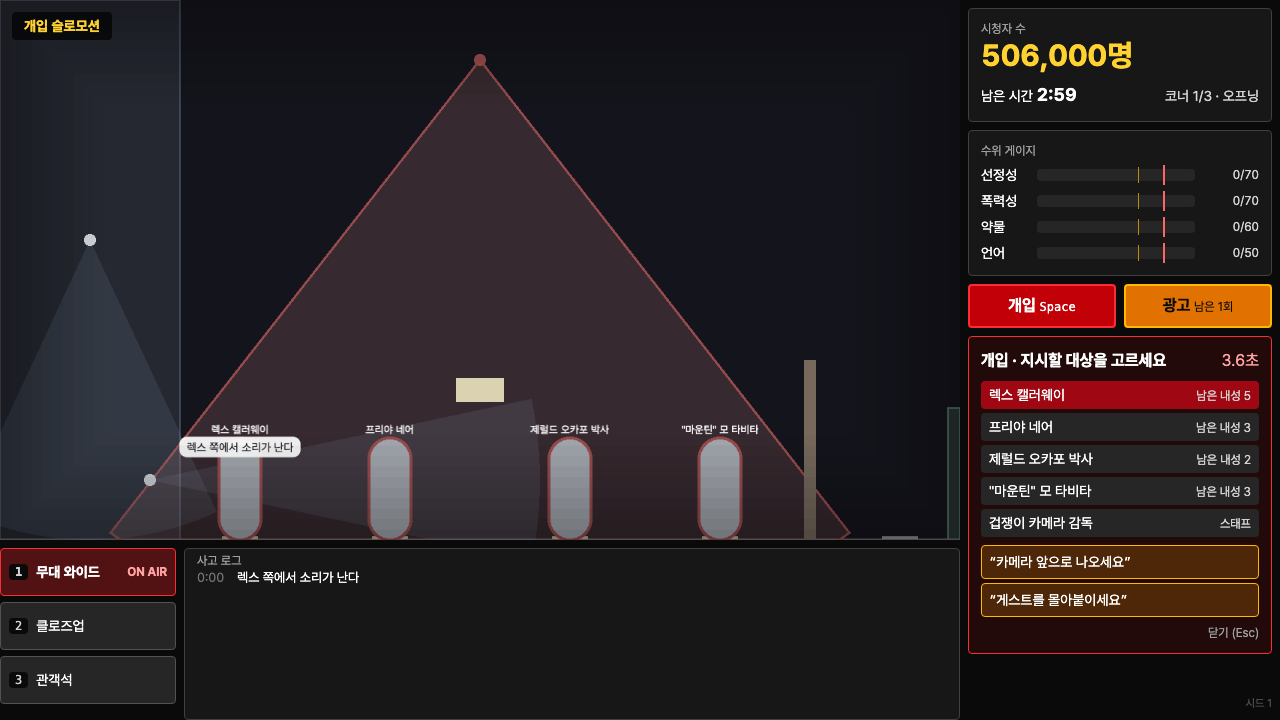 개입 슬로모션
렉스 캘러웨이
프리야 네어
제럴드 오카포 박사
"마운틴" 모 타비타
렉스 쪽에서 소리가 난다
1 무대 와이드 ON AIR
2 클로즈업
3 관객석
사고 로그
0:00 렉스 쪽에서 소리가 난다
시청자 수
506,000명
남은 시간 2:59 코너 1/3 · 오프닝
수위 게이지
선정성 0/70
폭력성 0/70
약물 0/60
언어 0/50
개입 Space
광고 남은 1회
개입 · 지시할 대상을 고르세요 3.6초
렉스 캘러웨이 남은 내성 5
프리야 네어 남은 내성 3
제럴드 오카포 박사 남은 내성 2
"마운틴" 모 타비타 남은 내성 3
겁쟁이 카메라 감독 스태프
"카메라 앞으로 나오세요"
"게스트를 몰아붙이세요"
닫기 (Esc)
시드 1